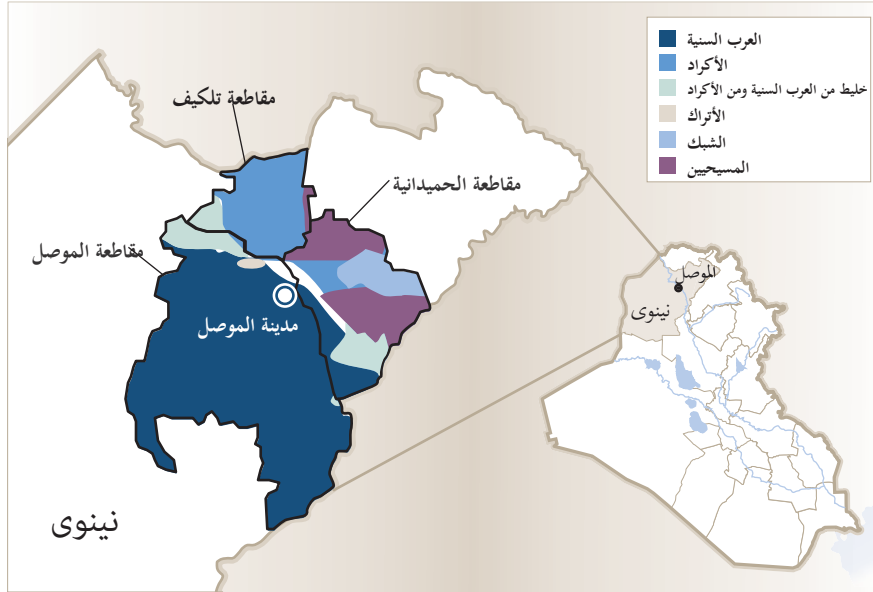 العرب السنية
الأكراد
خليط من العرب السنية ومن الأكراد
الأتراك
الشبك
المسيحيين
مقاطعة تلكيف
مقاطعة الحميدانية
مقاطعة الموصل
مدينة الموصل
نينوى
الموصل
نينوى